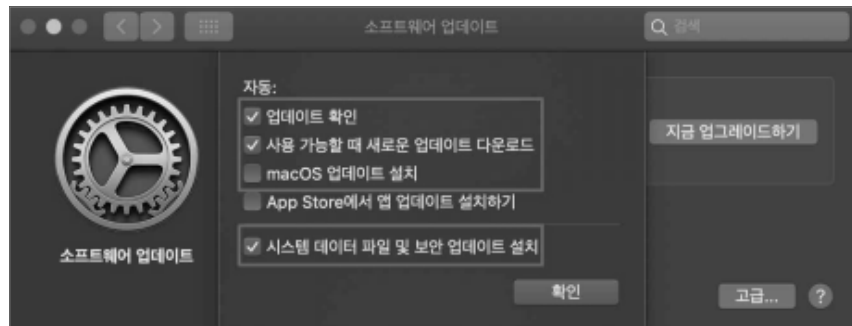 소프트웨어 업데이트
검색
자동:
업데이트 확인
사용 가능할 때 새로운 업데이트 다운로드
macOS 업데이트 설치
App Store에서 앱 업데이트 설치하기
시스템 데이터 파일 및 보안 업데이트 설치
확인
소프트웨어 업데이트
지금 업그레이드하기
고급...
?